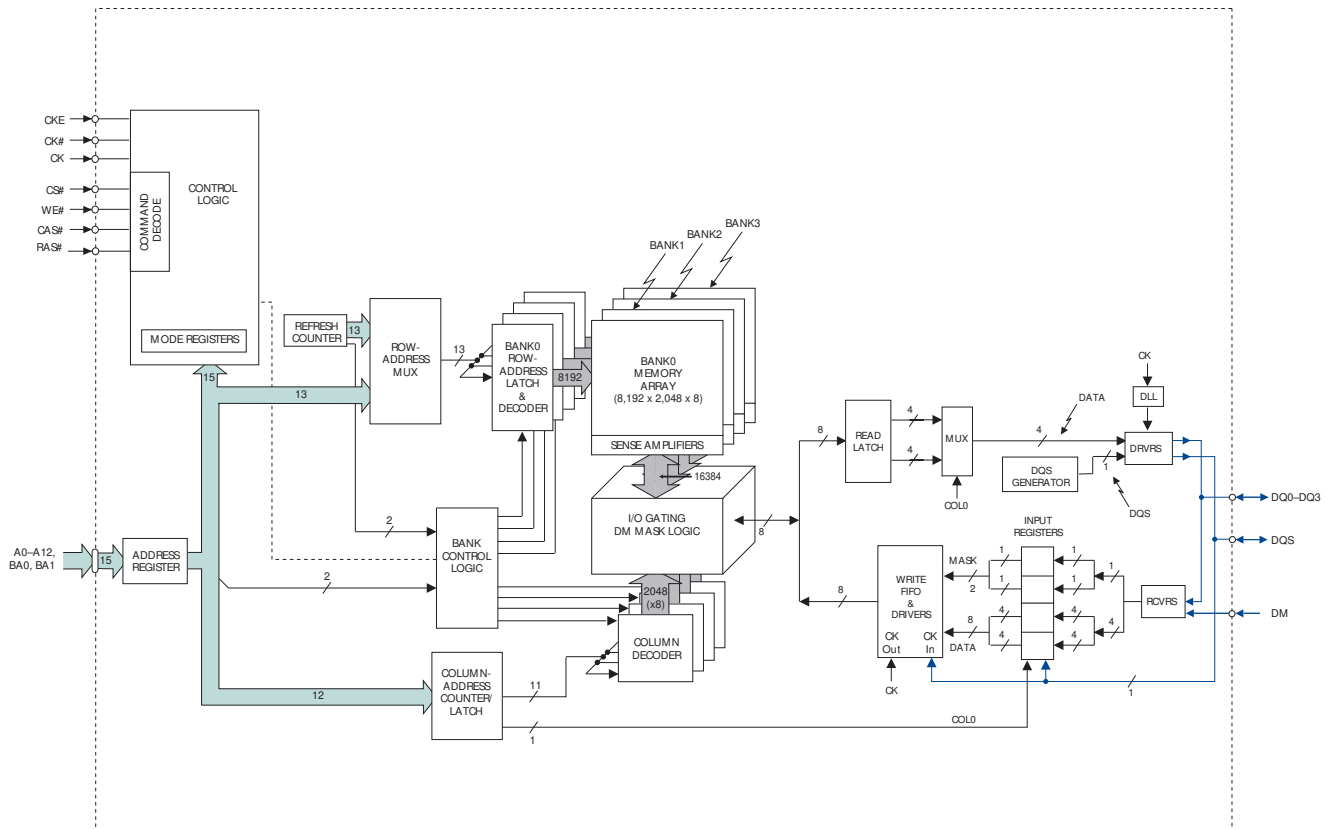 CKE
CK#
CK
CS#
WE#
CAS#
RAS#
COMMAND
DECODE
CONTROL
LOGIC
MODE REGISTERS
15
REFRESH
COUNTER
13
13
ROW-
ADDRESS
MUX
13
BANK0
ROW-
ADDRESS
LATCH
&
DECODER
8192
BANK1
BANK2
BANK3
BANK0
MEMORY
ARRAY
(8,192 x 2,048 x 8)
SENSE AMPLIFIERS
16384
I/O GATING
DM MASK LOGIC
8
A0–A12,
BA0, BA1
15
ADDRESS
REGISTER
2
2
BANK
CONTROL
LOGIC
2048
(x8)
COLUMN
DECODER
12
COLUMN-
ADDRESS
COUNTER/
LATCH
11
1
COL0
8
READ
LATCH
4
4
MUX
COL0
4
DATA
DQS
GENERATOR
1
DQS
CK
DLL
DRVRS
DQ0–DQ3
DQS
DM
INPUT
REGISTERS
8
WRITE
FIFO
&
DRIVERS
CK
Out
CK
In
CK
MASK
2
8
DATA
1
1
4
4
1
1
4
4
1
4
RCVRS
1